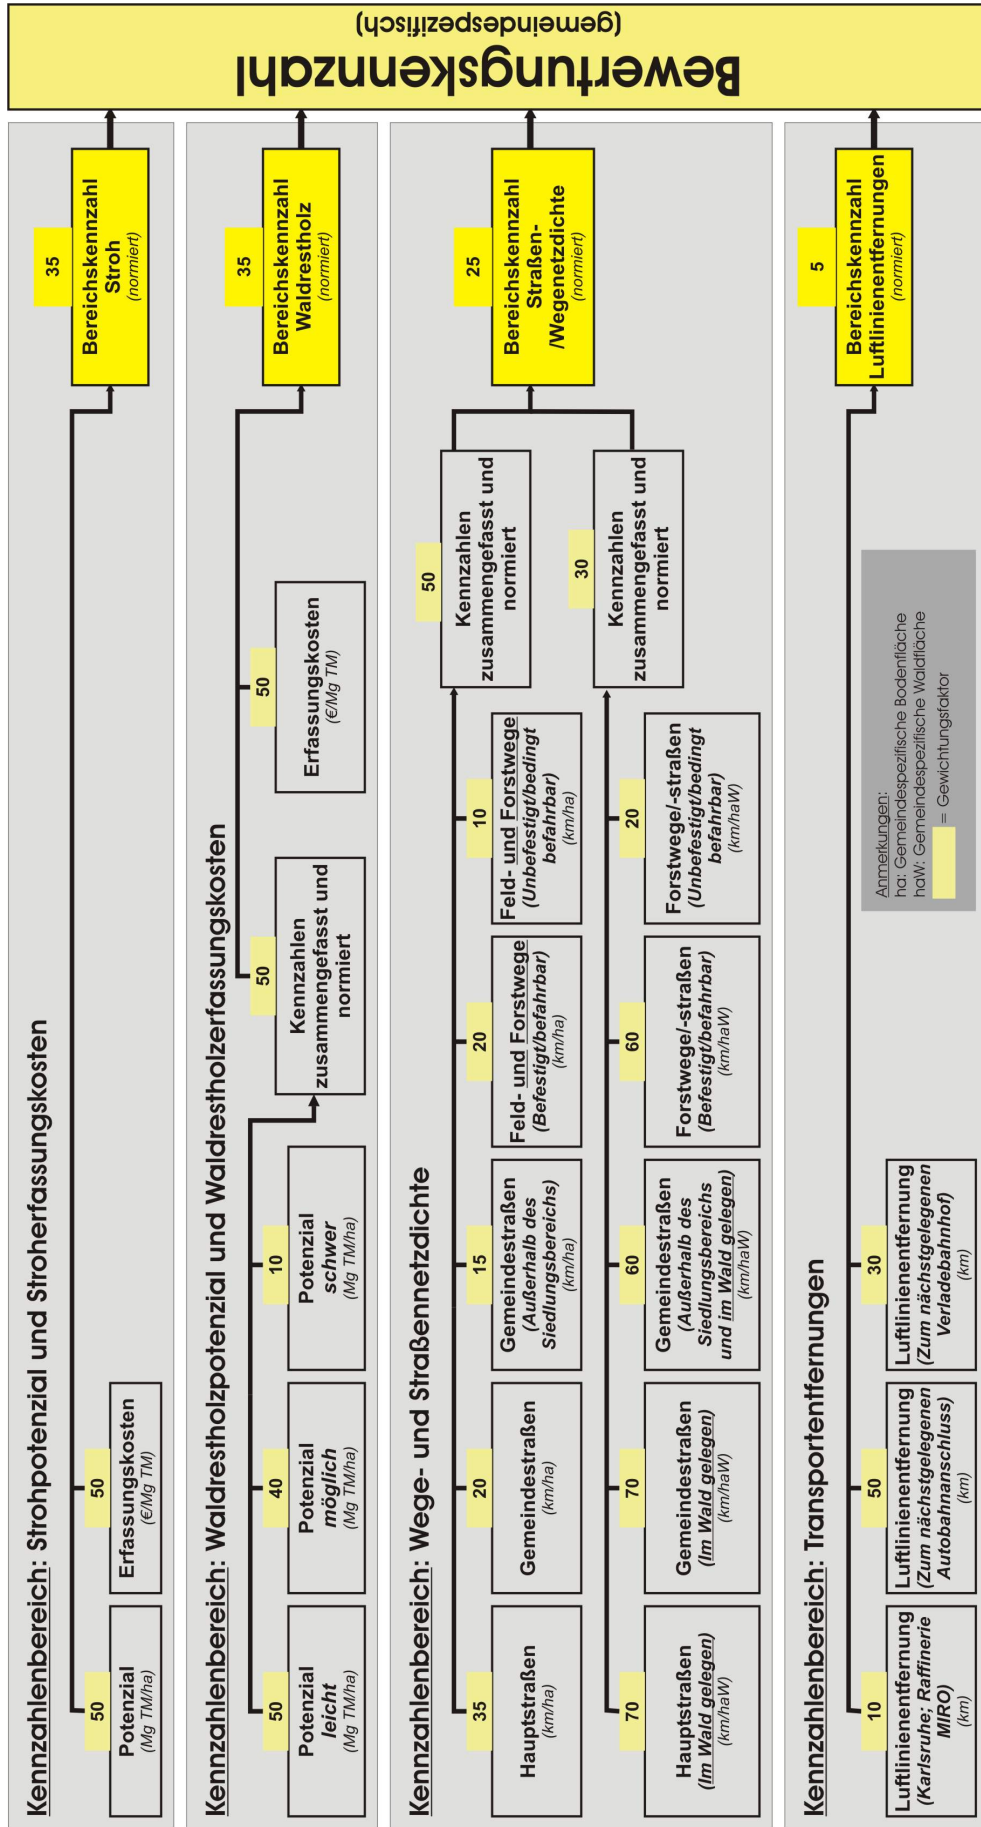 Kennzahlenbereich: Strohpotenzial und Stroherfassungskosten
50
Potenzial
(Mg TM/ha)
50
Erfassungskosten
(€/Mg TM)
35
Bereichskennzahl
Stroh
(normiert)
Kennzahlenbereich: Waldrestholzpotenzial und Waldrestholzerfassungskosten
50
Potenzial
leicht
(Mg TM/ha)
40
Potenzial
möglich
(Mg TM/ha)
10
Potenzial
schwer
(Mg TM/ha)
50
Kennzahlen
zusammengefasst und
normiert
50
Erfassungskosten
(€/Mg TM)
35
Bereichskennzahl
Waldrestholz
(normiert)
Kennzahlenbereich: Wege- und Straßennetzdichte
35
Hauptstraßen
(km/ha)
20
Gemeindestraßen
(km/ha)
15
Gemeindestraßen
(Außerhalb des
Siedlungsbereichs)
(km/ha)
20
Feld- und Forstwege
(Befestigt/befahrbar)
(km/ha)
10
Feld- und Forstwege
(Unbefestigt/bedingt
befahrbar)
(km/ha)
50
Kennzahlen
zusammengefasst und
normiert
70
Hauptstraßen
(Im Wald gelegen)
(km/haW)
70
Gemeindestraßen
(Im Wald gelegen)
(km/haW)
60
Gemeindestraßen
(Außerhalb des
Siedlungsbereichs
und im Wald gelegen)
(km/haW)
60
Forstwege/-straßen
(Befestigt/befahrbar)
(km/haW)
20
Forstwege/-straßen
(Unbefestigt/bedingt
befahrbar)
(km/haW)
30
Kennzahlen
zusammengefasst und
normiert
25
Bereichskennzahl
Straßen-
/Wegenetzdichte
(normiert)
Kennzahlenbereich: Transportentfernungen
10
Luftlinienentfernung
(Karlsruhe; Raffinerie
MIRO)
(km)
50
Luftlinienentfernung
(Zum nächstgelegenen
Autobahnanschluss)
(km)
30
Luftlinienentfernung
(Zum nächstgelegenen
Verladebahnhof)
(km)
5
Bereichskennzahl
Luftlinienentfernungen
(normiert)
Anmerkungen:
ha: Gemeindespezifische Bodenfläche
haW: Gemeindespezifische Waldfläche
= Gewichtungsfaktor
Bewertungskennzahl
(gemeindespezifisch)